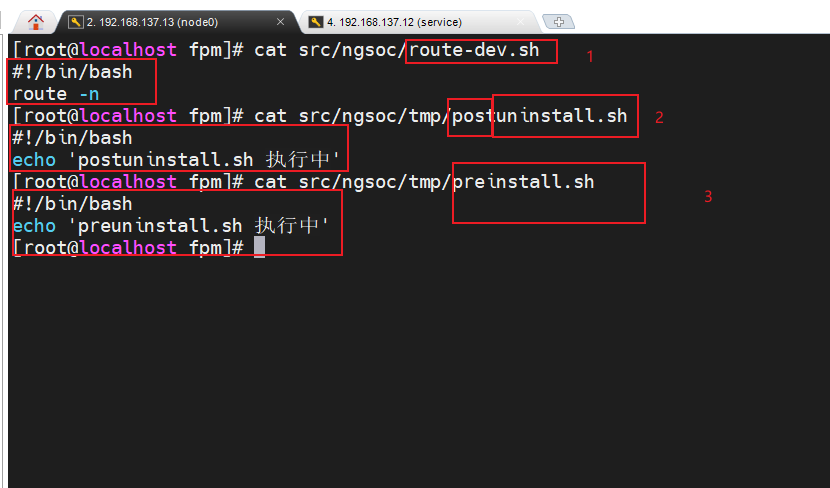 2. 192.168.137.13 (node0)
4. 192.168.137.12 (service)
[root@localhost fpm]# cat src/ngsoc/route-dev.sh
1
#!/bin/bash
route -n
[root@localhost fpm]# cat src/ngsoc/tmp/postuninstall.sh
2
#!/bin/bash
echo 'postuninstall.sh 执行中'
[root@localhost fpm]# cat src/ngsoc/tmp/preinstall.sh
3
#!/bin/bash
echo 'preuninstall.sh 执行中'
[root@localhost fpm]#